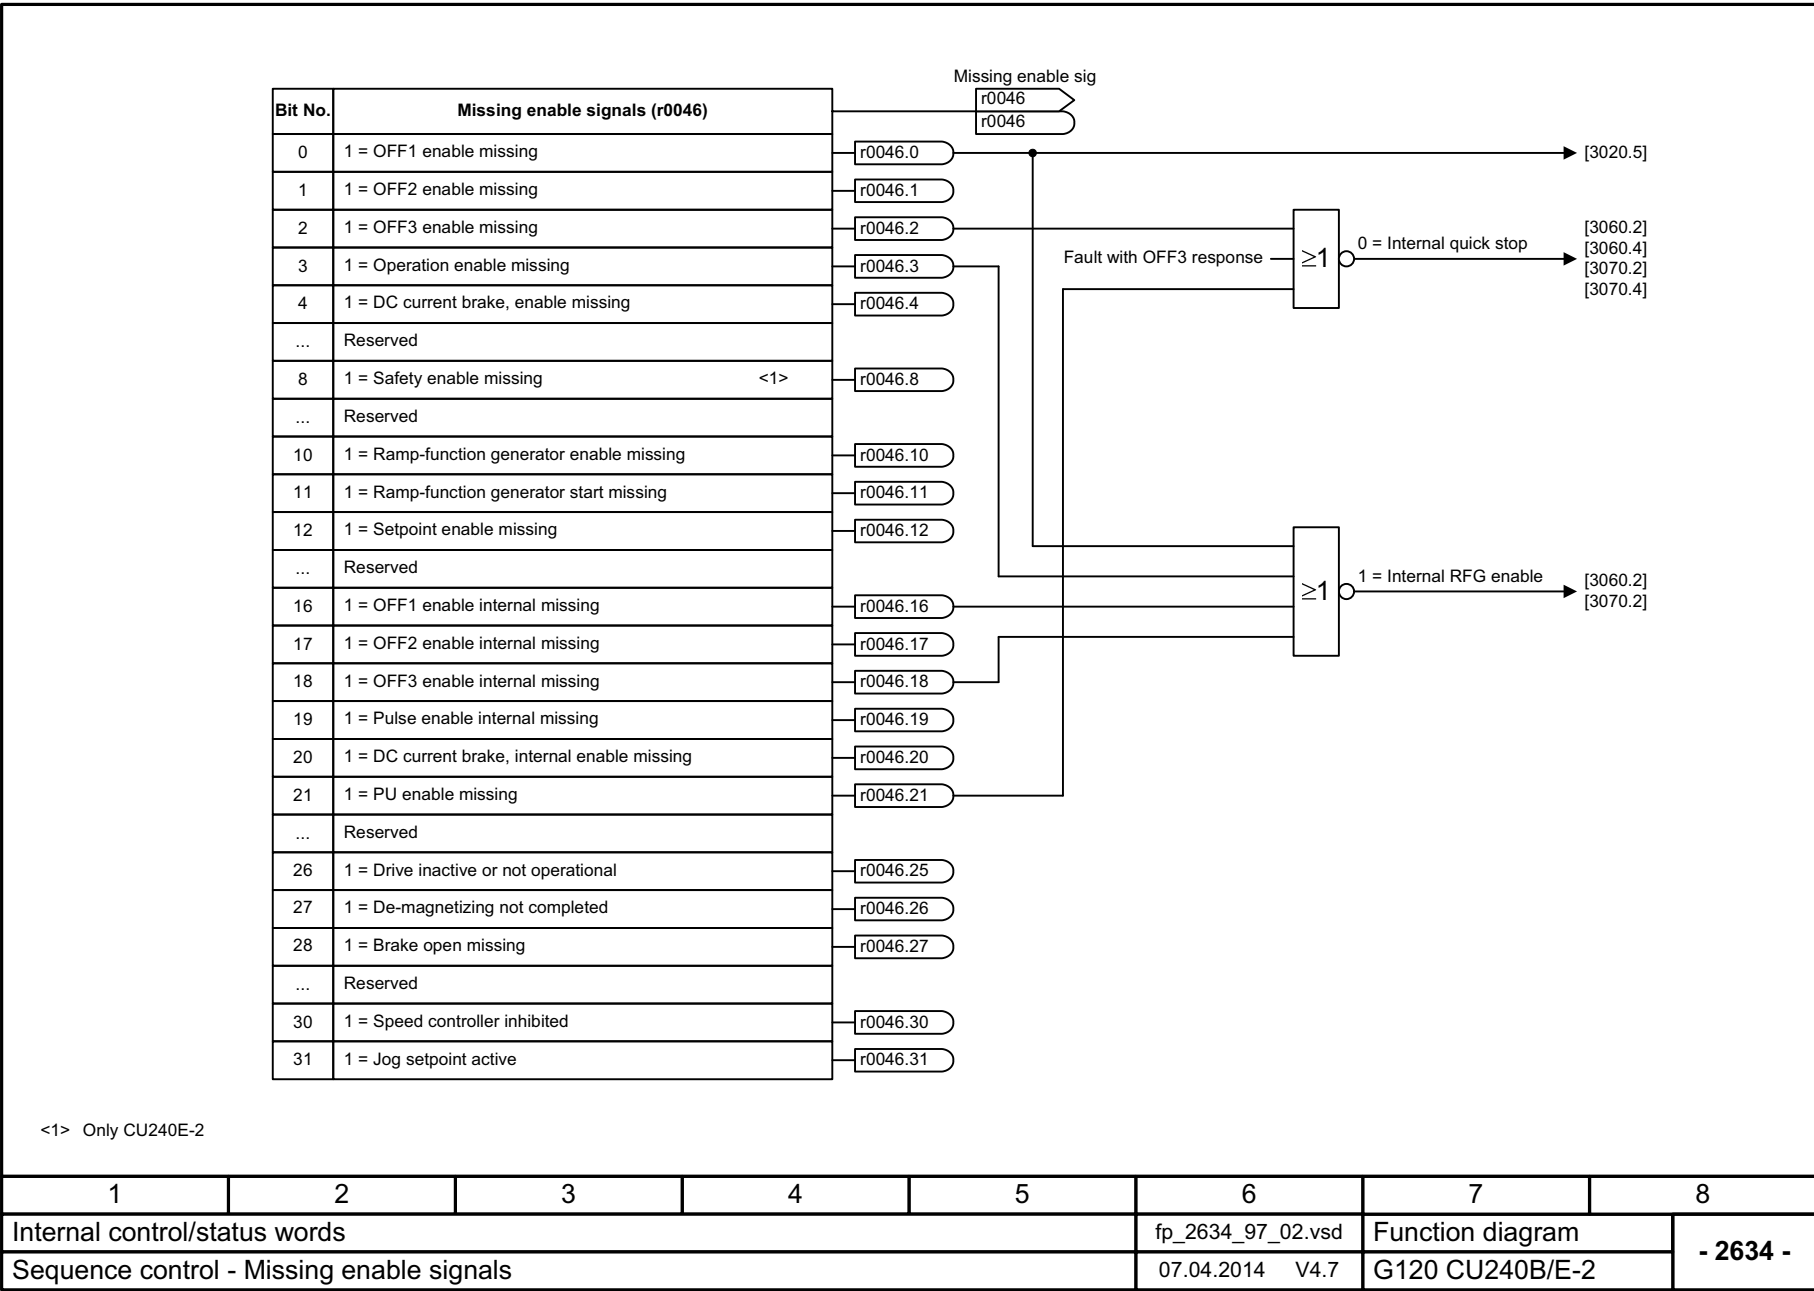 Missing enable sig
Bit No. Missing enable signals (r0046) r0046
r0046
0 1 = OFF1 enable missing r0046.0 [3020.5]
1 1 = OFF2 enable missing r0046.1
2 1 = OFF3 enable missing r0046.2 [3060.2]
Fault with OFF3 response ≥1 0 = Internal quick stop [3060.4]
3 1 = Operation enable missing r0046.3 [3070.2]
4 1 = DC current brake, enable missing r0046.4 [3070.4]
... Reserved
8 1 = Safety enable missing <1> r0046.8
... Reserved
10 1 = Ramp-function generator enable missing r0046.10
11 1 = Ramp-function generator start missing r0046.11
12 1 = Setpoint enable missing r0046.12
... Reserved
≥1 1 = Internal RFG enable [3060.2]
[3070.2]
16 1 = OFF1 enable internal missing r0046.16
17 1 = OFF2 enable internal missing r0046.17
18 1 = OFF3 enable internal missing r0046.18
19 1 = Pulse enable internal missing r0046.19
20 1 = DC current brake, internal enable missing r0046.20
21 1 = PU enable missing r0046.21
... Reserved
26 1 = Drive inactive or not operational r0046.25
27 1 = De-magnetizing not completed r0046.26
28 1 = Brake open missing r0046.27
... Reserved
30 1 = Speed controller inhibited r0046.30
31 1 = Jog setpoint active r0046.31
<1> Only CU240E-2
1 2 3 4 5 6 7 8
Internal control/status words fp_2634_97_02.vsd Function diagram
- 2634 -
Sequence control - Missing enable signals 07.04.2014 V4.7 G120 CU240B/E-2